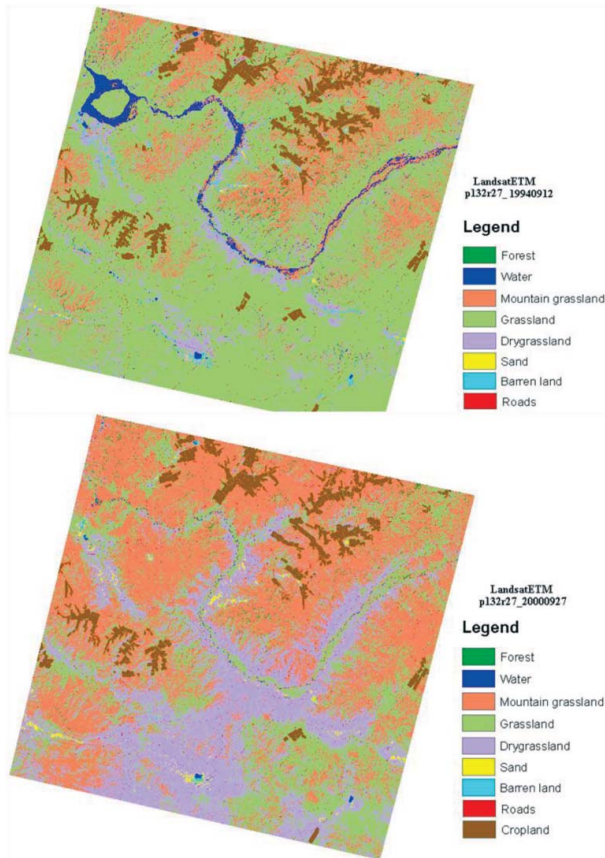 LandsatETM
p132r27_19940912
Legend
Forest
Water
Mountain grassland
Grassland
Drygrassland
Sand
Barren land
Roads
LandsatETM
p132r27_20000927
Legend
Forest
Water
Mountain grassland
Grassland
Drygrassland
Sand
Barren land
Roads
Cropland